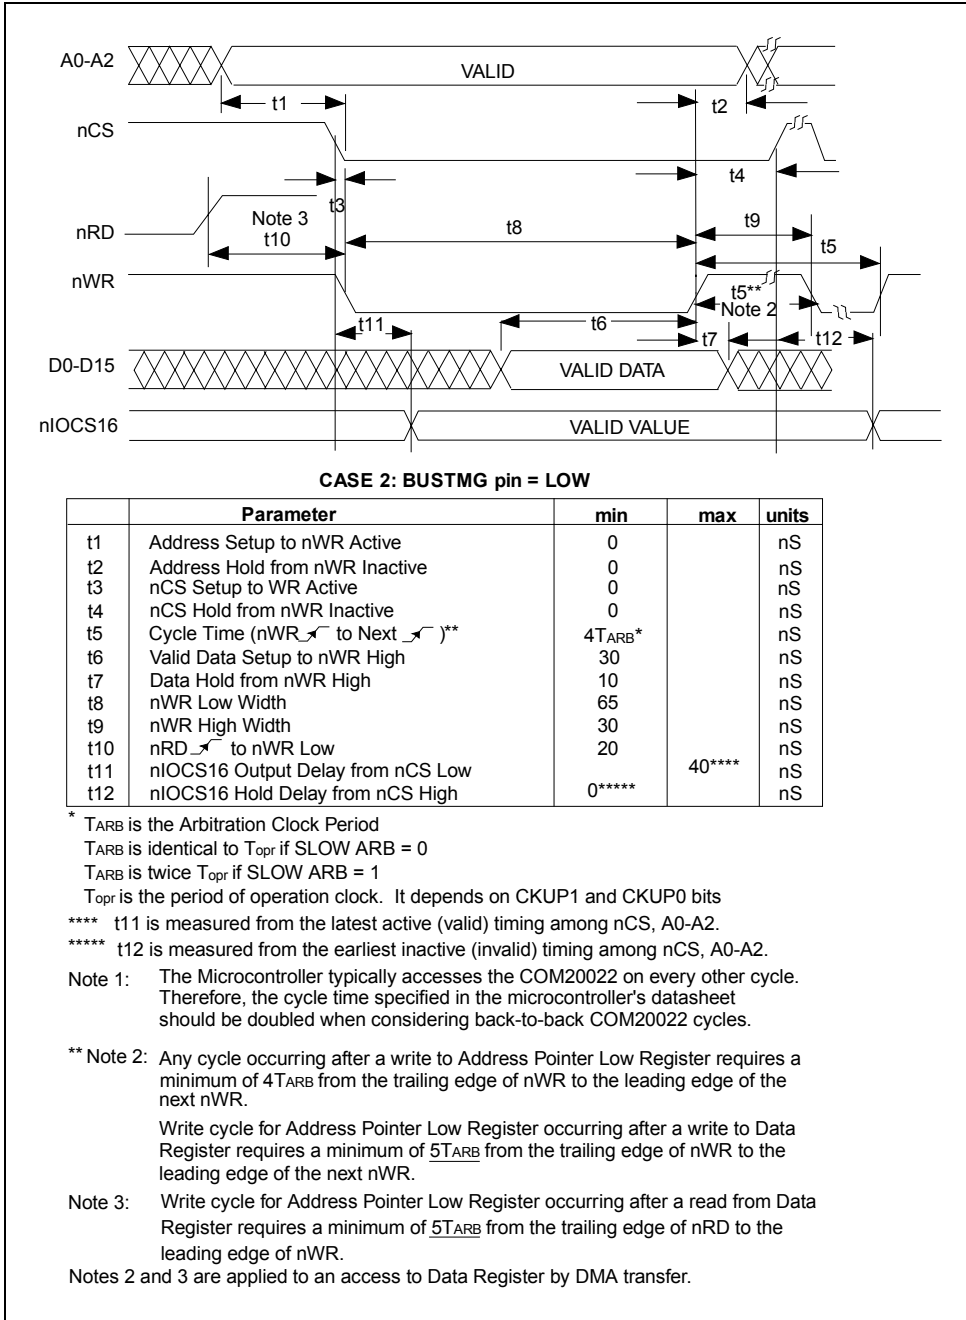 A0-A2
VALID
t1
t2
nCS
t4
t3
nRD
Note 3
t10
t8
t9
t5
nWR
t5**
Note 2
t11
t6
t7
t12
D0-D15
VALID DATA
nIOCS16
VALID VALUE
CASE 2: BUSTMG pin = LOW
Parameter min max units
t1 Address Setup to nWR Active 0 nS
t2 Address Hold from nWR Inactive 0 nS
t3 nCS Setup to WR Active 0 nS
t4 nCS Hold from nWR Inactive 0 nS
t5 Cycle Time (nWR to Next )** 4TARB* nS
t6 Valid Data Setup to nWR High 30 nS
t7 Data Hold from nWR High 10 nS
t8 nWR Low Width 65 nS
t9 nWR High Width 30 nS
t10 nRD to nWR Low 20 nS
t11 nIOCS16 Output Delay from nCS Low 40**** nS
t12 nIOCS16 Hold Delay from nCS High 0***** nS
* TARB is the Arbitration Clock Period
TARB is identical to Topr if SLOW ARB = 0
TARB is twice Topr if SLOW ARB = 1
Topr is the period of operation clock. It depends on CKUP1 and CKUP0 bits
**** t11 is measured from the latest active (valid) timing among nCS, A0-A2.
***** t12 is measured from the earliest inactive (invalid) timing among nCS, A0-A2.
Note 1: The Microcontroller typically accesses the COM20022 on every other cycle.
Therefore, the cycle time specified in the microcontroller's datasheet
should be doubled when considering back-to-back COM20022 cycles.
** Note 2: Any cycle occurring after a write to Address Pointer Low Register requires a
minimum of 4TARB from the trailing edge of nWR to the leading edge of the
next nWR.
Write cycle for Address Pointer Low Register occurring after a write to Data
Register requires a minimum of 5TARB from the trailing edge of nWR to the
leading edge of the next nWR.
Note 3: Write cycle for Address Pointer Low Register occurring after a read from Data
Register requires a minimum of 5TARB from the trailing edge of nRD to the
leading edge of nWR.
Notes 2 and 3 are applied to an access to Data Register by DMA transfer.